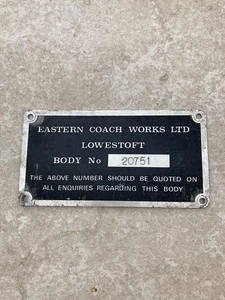 EASTERN COACH WORKS LTD
LOWESTOFT
BODY No 20751
THE ABOVE NUMBER SHOULD BE QUOTED ON
ALL ENQUIRIES REGARDING THIS BODY